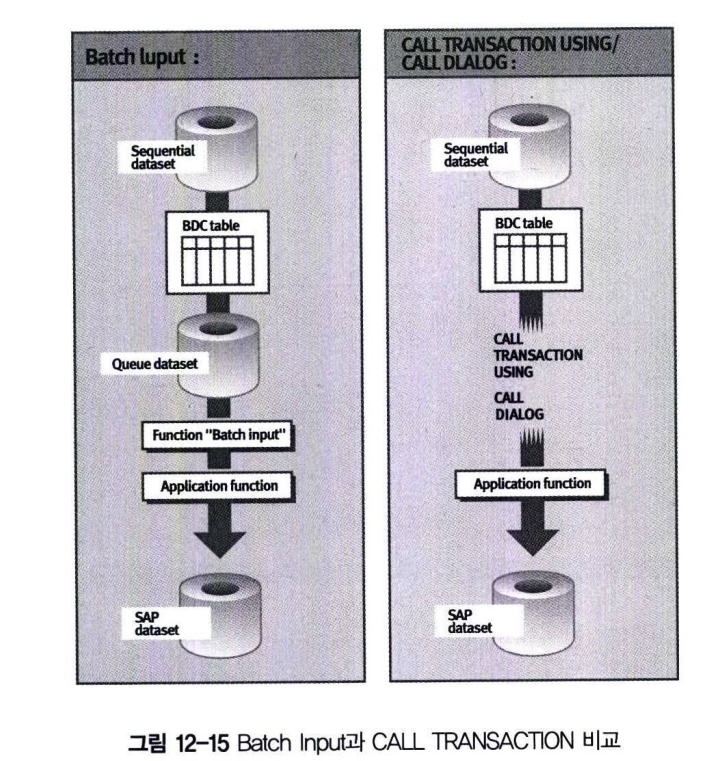 Batch luput :
Sequential
dataset
BDC table
Queue dataset
Function "Batch input"
Application function
SAP
dataset
CALL TRANSACTION USING/
CALL DLALOG :
Sequential
dataset
BDC table
CALL
TRANSACTION
USING
CALL
DIALOG
Application function
SAP
dataset
그림 12-15 Batch Input과 CALL TRANSACTION 비교